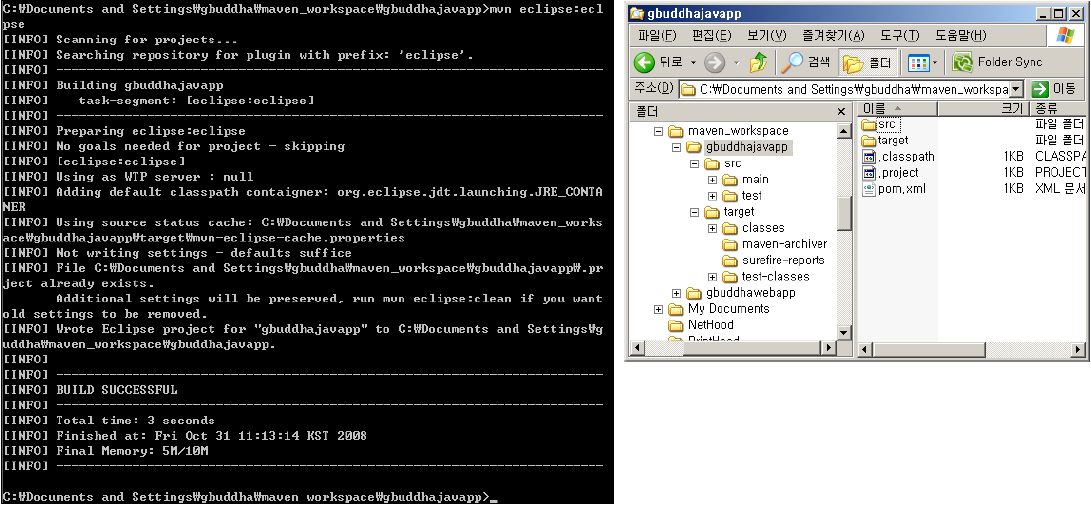 C:₩Documents and Settings₩gbuddha₩maven_workspace₩gbuddhajavapp>mvn eclipse:ecl
pse
[INFO] Scanning for projects...
[INFO] Searching repository for plugin with prefix: 'eclipse'.
[INFO] ------------------------------------------------------------------------
[INFO] Building gbuddhajavapp
[INFO]    task-segment: [eclipse:eclipse]
[INFO] ------------------------------------------------------------------------
[INFO] Preparing eclipse:eclipse
[INFO] No goals needed for project - skipping
[INFO] [eclipse:eclipse]
[INFO] Using as WTP server : null
[INFO] Adding default classpath contaigner: org.eclipse.jdt.launching.JRE_CONTA
NER
[INFO] Using source status cache: C:₩Documents and Settings₩gbuddha₩maven_works
ace₩gbuddhajavapp₩target₩mvn-eclipse-cache.properties
[INFO] Not writing settings - defaults suffice
[INFO] File C:₩Documents and Settings₩gbuddha₩maven_workspace₩gbuddhajavapp₩.pr
ject already exists.
       Additional settings will be preserved, run mvn eclipse:clean if you want
old settings to be removed.
[INFO] Wrote Eclipse project for "gbuddhajavapp" to C:₩Documents and Settings₩g
uddha₩maven_workspace₩gbuddhajavapp.
[INFO]
[INFO] ------------------------------------------------------------------------
[INFO] BUILD SUCCESSFUL
[INFO] ------------------------------------------------------------------------
[INFO] Total time: 3 seconds
[INFO] Finished at: Fri Oct 31 11:13:14 KST 2008
[INFO] Final Memory: 5M/10M
[INFO] ------------------------------------------------------------------------
C:₩Documents and Settings₩gbuddha₩maven_workspace₩gbuddhajavapp>_
gbuddhajavapp
파일(F) 편집(E) 보기(V) 즐겨찾기(A) 도구(T) 도움말(H)
뒤로 검색 폴더 Folder Sync
주소(D) C:₩Documents and Settings₩gbuddha₩maven_workspa 이동
폴더
maven_workspace
gbuddhajavapp
src
main
test
target
classes
maven-archiver
surefire-reports
test-classes
gbuddhawebapp
My Documents
NetHood
PrintHood
이름 크기 종류
src 파일 폴더
target 파일 폴더
.classpath 1KB CLASSPA
.project 1KB PROJECT
pom.xml 1KB XML 문서